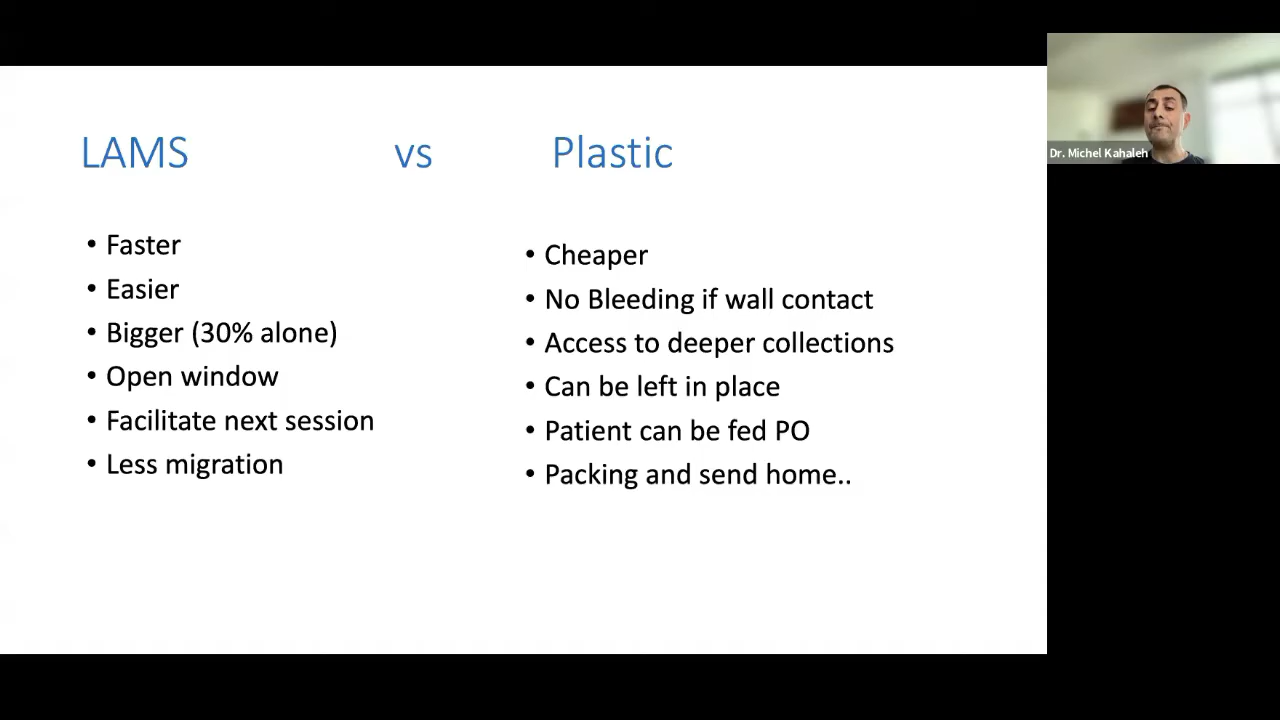 LAMS vs Plastic
• Faster
• Easier
• Bigger (30% alone)
• Open window
• Facilitate next session
• Less migration
• Cheaper
• No Bleeding if wall contact
• Access to deeper collections
• Can be left in place
• Patient can be fed PO
• Packing and send home..
Dr. Michel Kahaleh